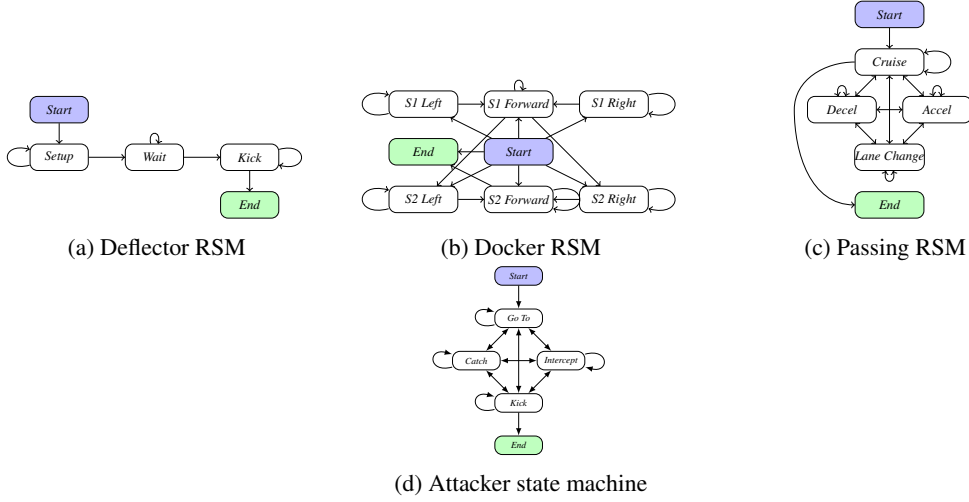 Start
Setup
Wait
Kick
End
(a) Deflector RSM
S1 Left
S1 Forward
S1 Right
End
Start
S2 Left
S2 Forward
S2 Right
(b) Docker RSM
Start
Cruise
Decel
Accel
Lane Change
End
(c) Passing RSM
Start
Go To
Catch
Intercept
Kick
End
(d) Attacker state machine